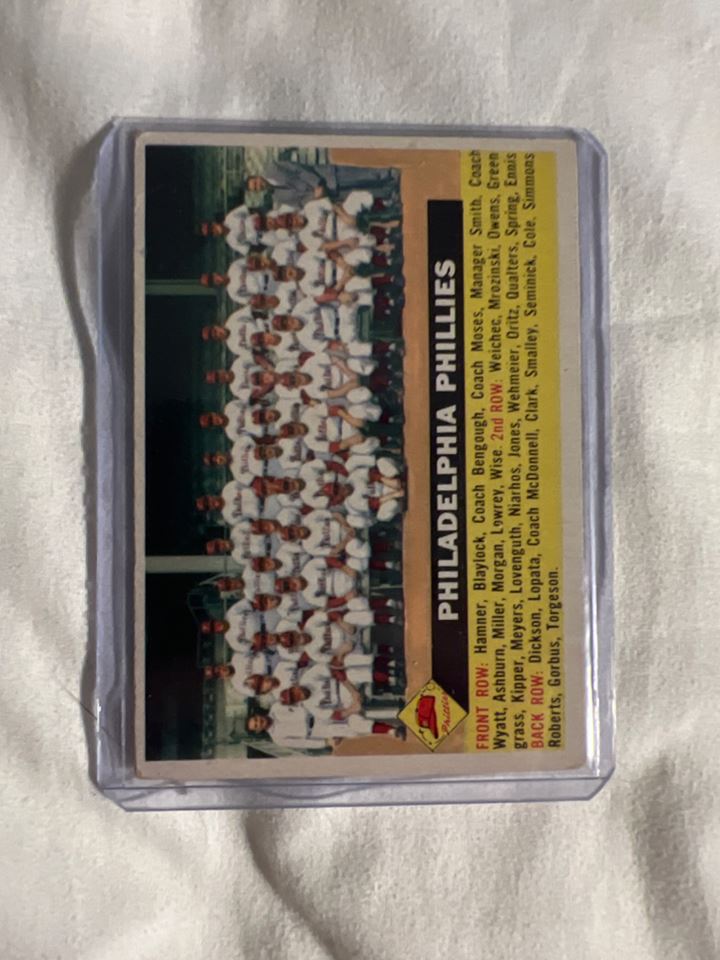 PHILADELPHIA PHILLIES
Phillies
FRONT ROW: Hamner, Blaylock, Coach Bengough, Coach Moses, Manager Smith, Coach
Wyatt, Ashburn, Miller, Morgan, Lowrey, Wise. 2nd ROW: Weichec, Mrozinski, Owens, Green
grass, Kipper, Meyers, Lovenguth, Niarhos, Jones, Wehmeier, Oritz, Qualters, Spring, Ennis
BACK ROW: Dickson, Lopata, Coach McDonnell, Clark, Smalley, Seminick, Cole, Simmons
Roberts, Gorbus, Torgeson.